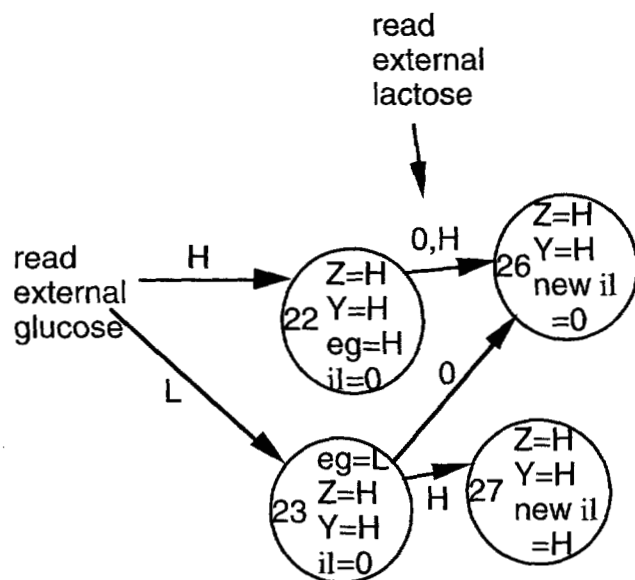 read
external
lactose
read
external
glucose
H
L
22
Z=H
Y=H
eg=H
il=0
0,H
26
Z=H
Y=H
new il
=0
0
23
eg=L
Z=H
Y=H
il=0
H
27
Z=H
Y=H
new il
=H